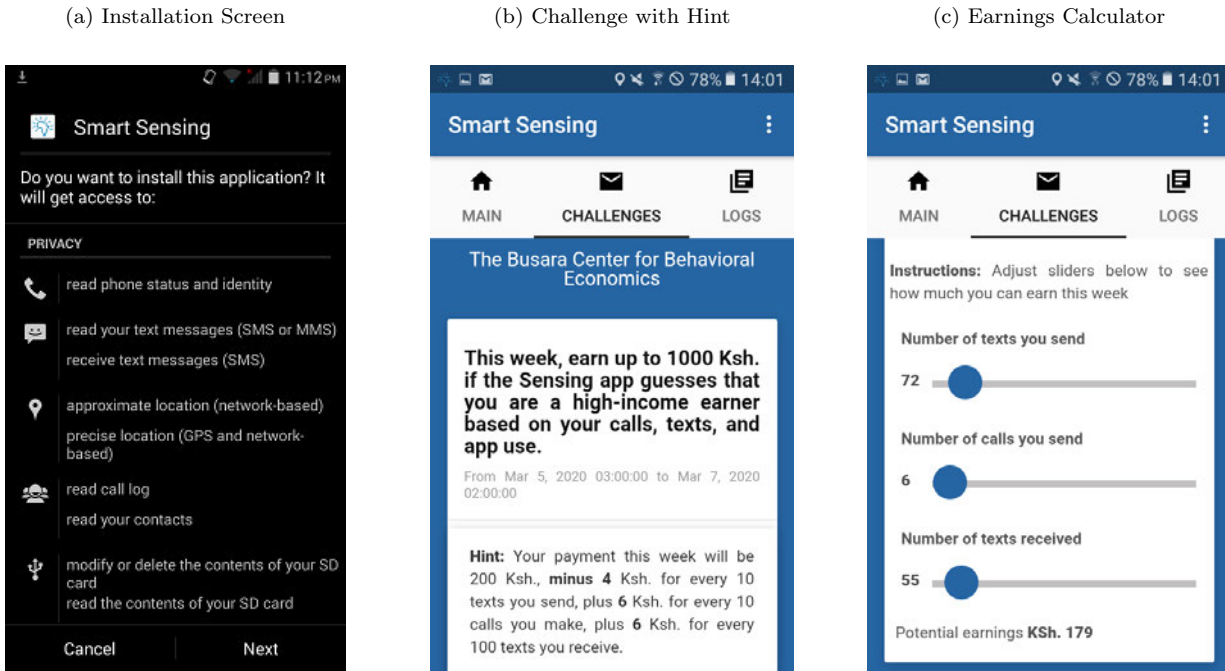 (a) Installation Screen
11:12 PM
Smart Sensing
Do you want to install this application? It
will get access to:
PRIVACY
read phone status and identity
read your text messages (SMS or MMS)
receive text messages (SMS)
approximate location (network-based)
precise location (GPS and network-
based)
read call log
read your contacts
modify or delete the contents of your SD
card
read the contents of your SD card
Cancel
Next
(b) Challenge with Hint
78% 14:01
Smart Sensing
MAIN
CHALLENGES
LOGS
The Busara Center for Behavioral
Economics
This week, earn up to 1000 Ksh.
if the Sensing app guesses that
you are a high-income earner
based on your calls, texts, and
app use.
From Mar 5, 2020 03:00:00 to Mar 7, 2020
02:00:00
Hint: Your payment this week will be
200 Ksh., minus 4 Ksh. for every 10
texts you send, plus 6 Ksh. for every 10
calls you make, plus 6 Ksh. for every
100 texts you receive.
(c) Earnings Calculator
78% 14:01
Smart Sensing
MAIN
CHALLENGES
LOGS
Instructions: Adjust sliders below to see
how much you can earn this week
Number of texts you send
72
Number of calls you send
6
Number of texts received
55
Potential earnings KSh. 179